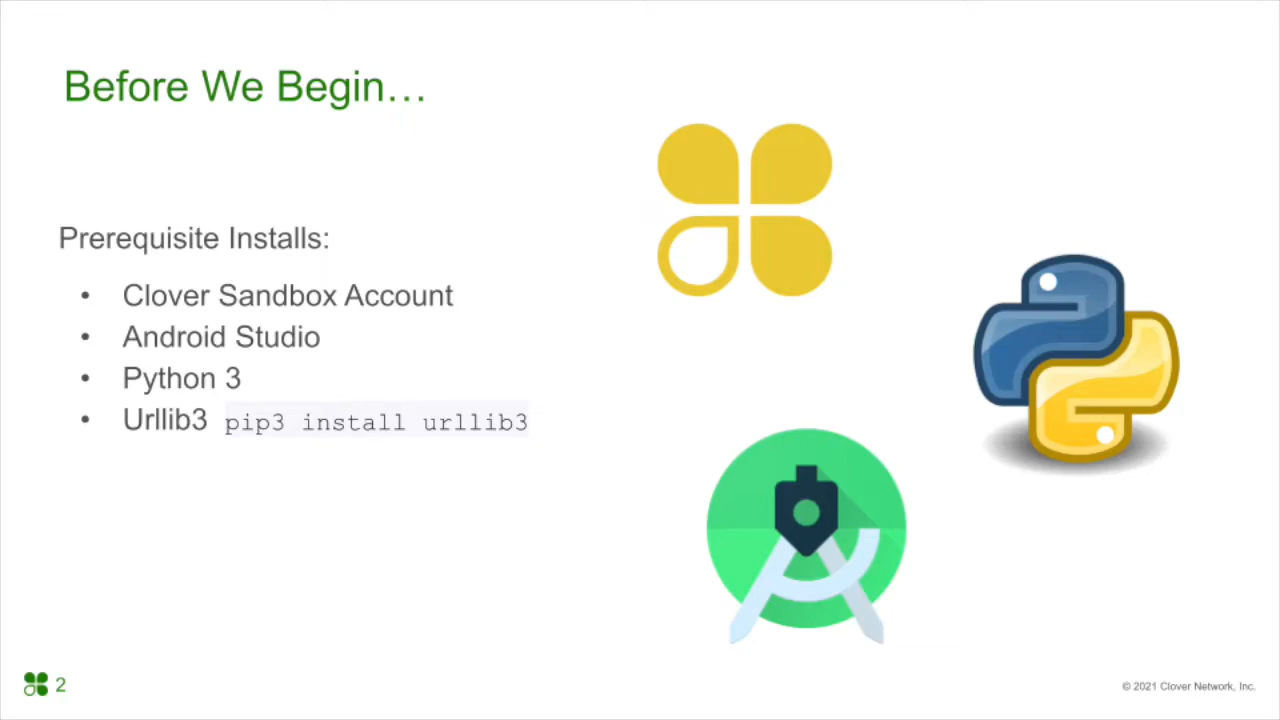 Before We Begin…
Prerequisite Installs:
• Clover Sandbox Account
• Android Studio
• Python 3
• Urllib3 pip3 install urllib3
2
© 2021 Clover Network, Inc.